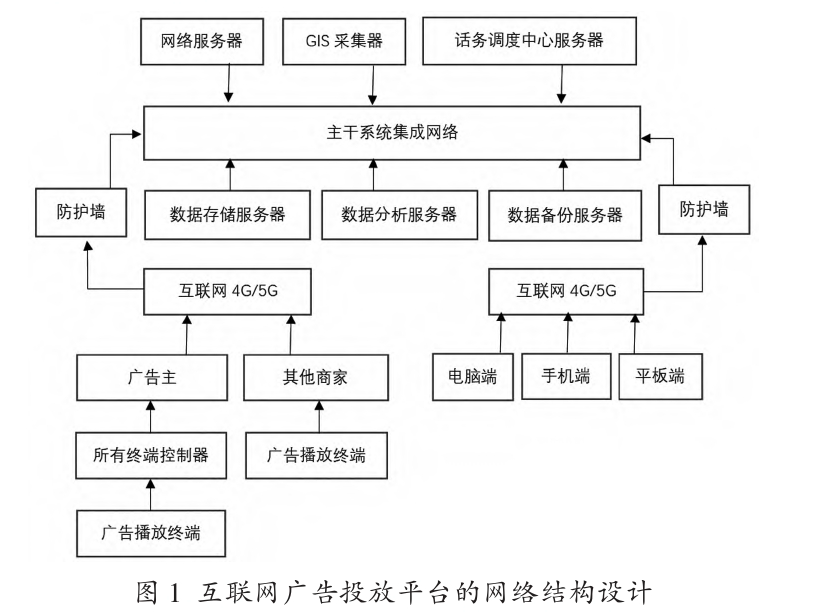 网络服务器
GIS 采集器
话务调度中心服务器
主干系统集成网络
防护墙
数据存储服务器
数据分析服务器
数据备份服务器
防护墙
互联网 4G/5G
互联网 4G/5G
广告主
其他商家
电脑端
手机端
平板端
所有终端控制器
广告播放终端
广告播放终端
图 1 互联网广告投放平台的网络结构设计